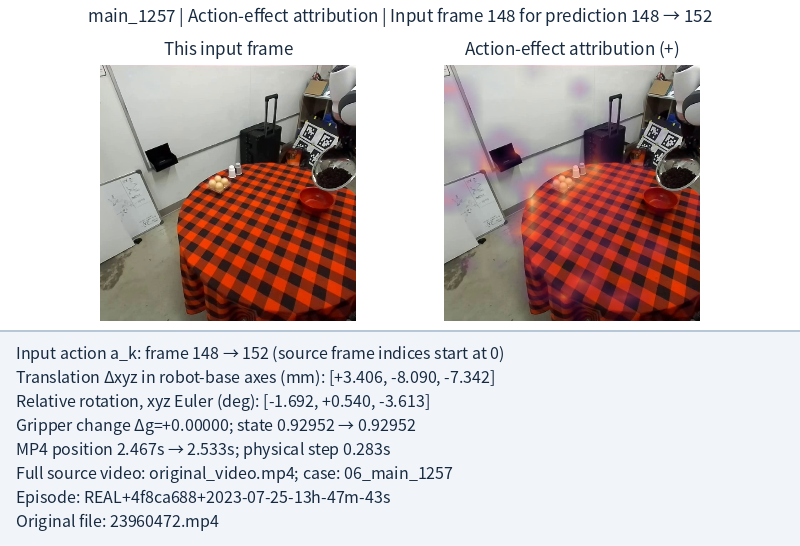 main_1257 | Action-effect attribution | Input frame 148 for prediction 148 → 152
This input frame
Action-effect attribution (+)
Input action a_k: frame 148 → 152 (source frame indices start at 0)
Translation Δxyz in robot-base axes (mm): [+3.406, -8.090, -7.342]
Relative rotation, xyz Euler (deg): [-1.692, +0.540, -3.613]
Gripper change Δg=+0.00000; state 0.92952 → 0.92952
MP4 position 2.467s → 2.533s; physical step 0.283s
Full source video: original_video.mp4; case: 06_main_1257
Episode: REAL+4f8ca688+2023-07-25-13h-47m-43s
Original file: 23960472.mp4